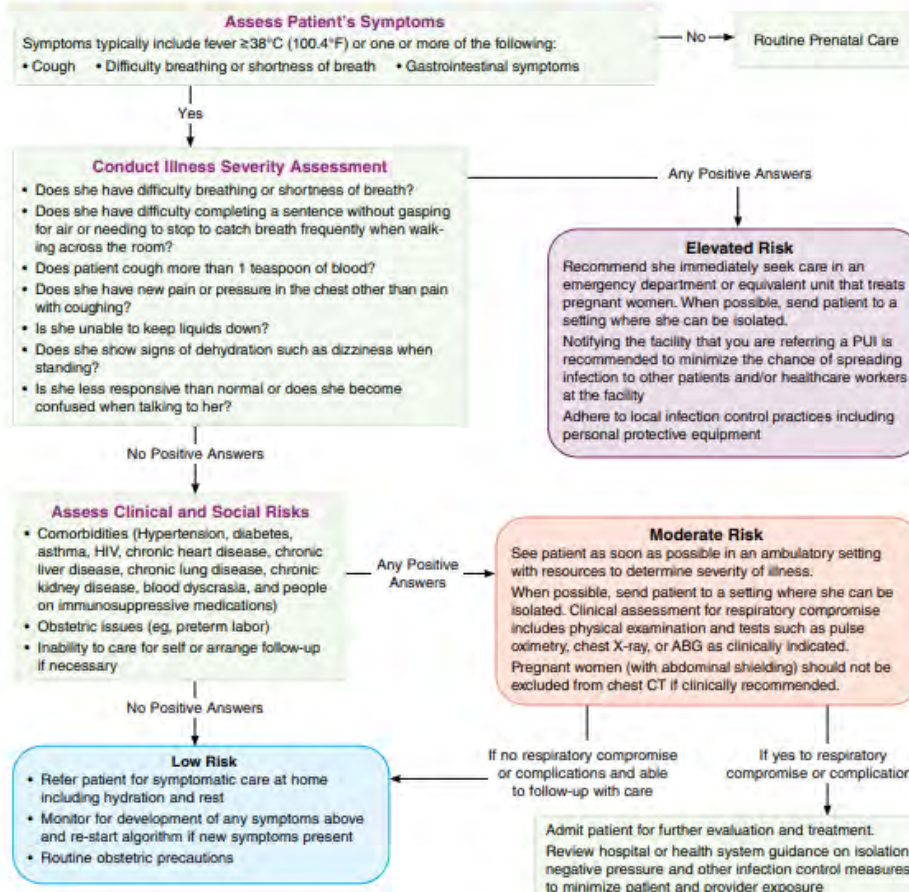 Assess Patient's Symptoms
Symptoms typically include fever ≥38°C (100.4°F) or one or more of the following:
• Cough • Difficulty breathing or shortness of breath • Gastrointestinal symptoms
No
Routine Prenatal Care
Yes
Conduct Illness Severity Assessment
• Does she have difficulty breathing or shortness of breath?
• Does she have difficulty completing a sentence without gasping
for air or needing to stop to catch breath frequently when walk-
ing across the room?
• Does patient cough more than 1 teaspoon of blood?
• Does she have new pain or pressure in the chest other than pain
with coughing?
• Is she unable to keep liquids down?
• Does she show signs of dehydration such as dizziness when
standing?
• Is she less responsive than normal or does she become
confused when talking to her?
Any Positive Answers
Elevated Risk
Recommend she immediately seek care in an
emergency department or equivalent unit that treats
pregnant women. When possible, send patient to a
setting where she can be isolated.
Notifying the facility that you are referring a PUI is
recommended to minimize the chance of spreading
infection to other patients and/or healthcare workers
at the facility
Adhere to local infection control practices including
personal protective equipment
No Positive Answers
Assess Clinical and Social Risks
• Comorbidities (Hypertension, diabetes,
asthma, HIV, chronic heart disease, chronic
liver disease, chronic lung disease, chronic
kidney disease, blood dyscrasia, and people
on immunosuppressive medications)
• Obstetric issues (eg, preterm labor)
• Inability to care for self or arrange follow-up
if necessary
Any Positive
Answers
Moderate Risk
See patient as soon as possible in an ambulatory setting
with resources to determine severity of illness.
When possible, send patient to a setting where she can be
isolated. Clinical assessment for respiratory compromise
includes physical examination and tests such as pulse
oximetry, chest X-ray, or ABG as clinically indicated.
Pregnant women (with abdominal shielding) should not be
excluded from chest CT if clinically recommended.
No Positive Answers
Low Risk
• Refer patient for symptomatic care at home
including hydration and rest
• Monitor for development of any symptoms above
and re-start algorithm if new symptoms present
• Routine obstetric precautions
If no respiratory compromise
or complications and able
to follow-up with care
If yes to respiratory
compromise or complication
Admit patient for further evaluation and treatment.
Review hospital or health system guidance on isolation
negative pressure and other infection control measures
to minimize patient and provider exposure